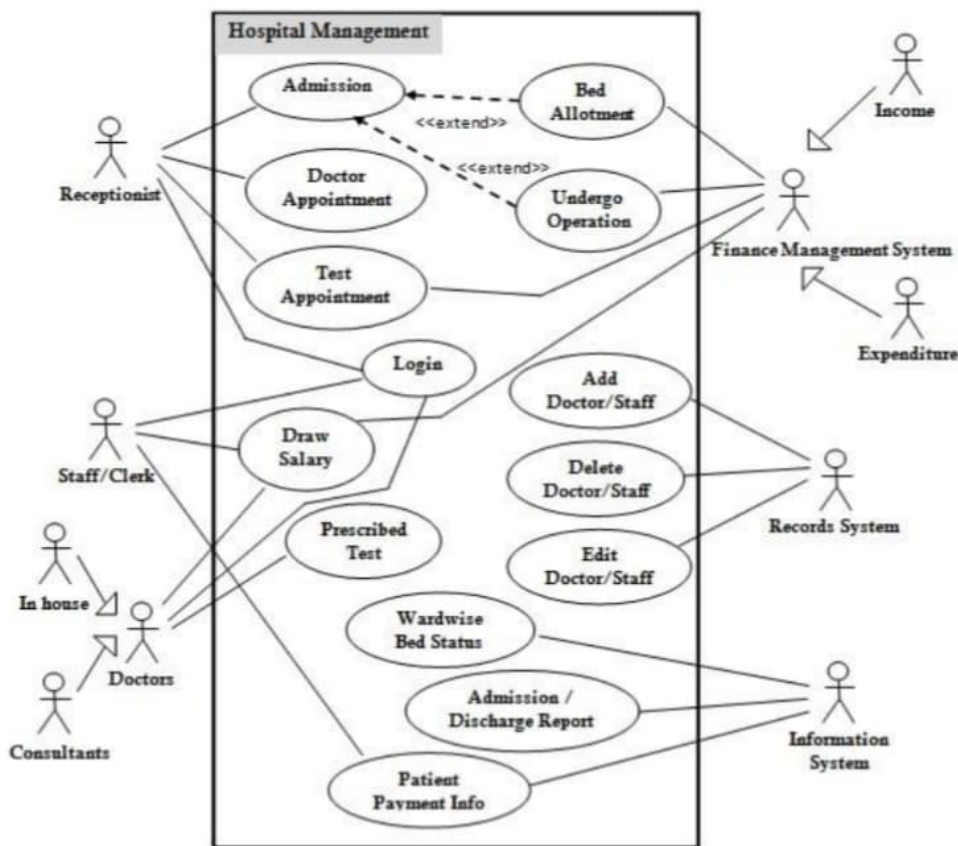 Hospital Management
Admission
Bed
Allotment
<<extend>>
Income
Receptionist
Doctor
Appointment
<<extend>>
Undergo
Operation
Finance Management System
Test
Appointment
Expenditure
Login
Add
Doctor/Staff
Staff/Clerk
Draw
Salary
Delete
Doctor/Staff
Records System
Prescribed
Test
Edit
Doctor/Staff
In house
Wardwise
Bed Status
Doctors
Admission /
Discharge Report
Consultants
Information
System
Patient
Payment Info